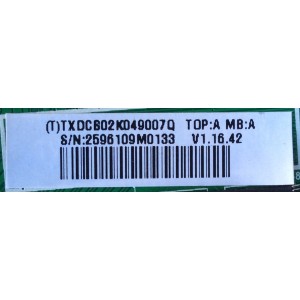 (T)TXDCB02K049007Q TOP:A MB:A
S/N:2596109M0133 V1.16.42